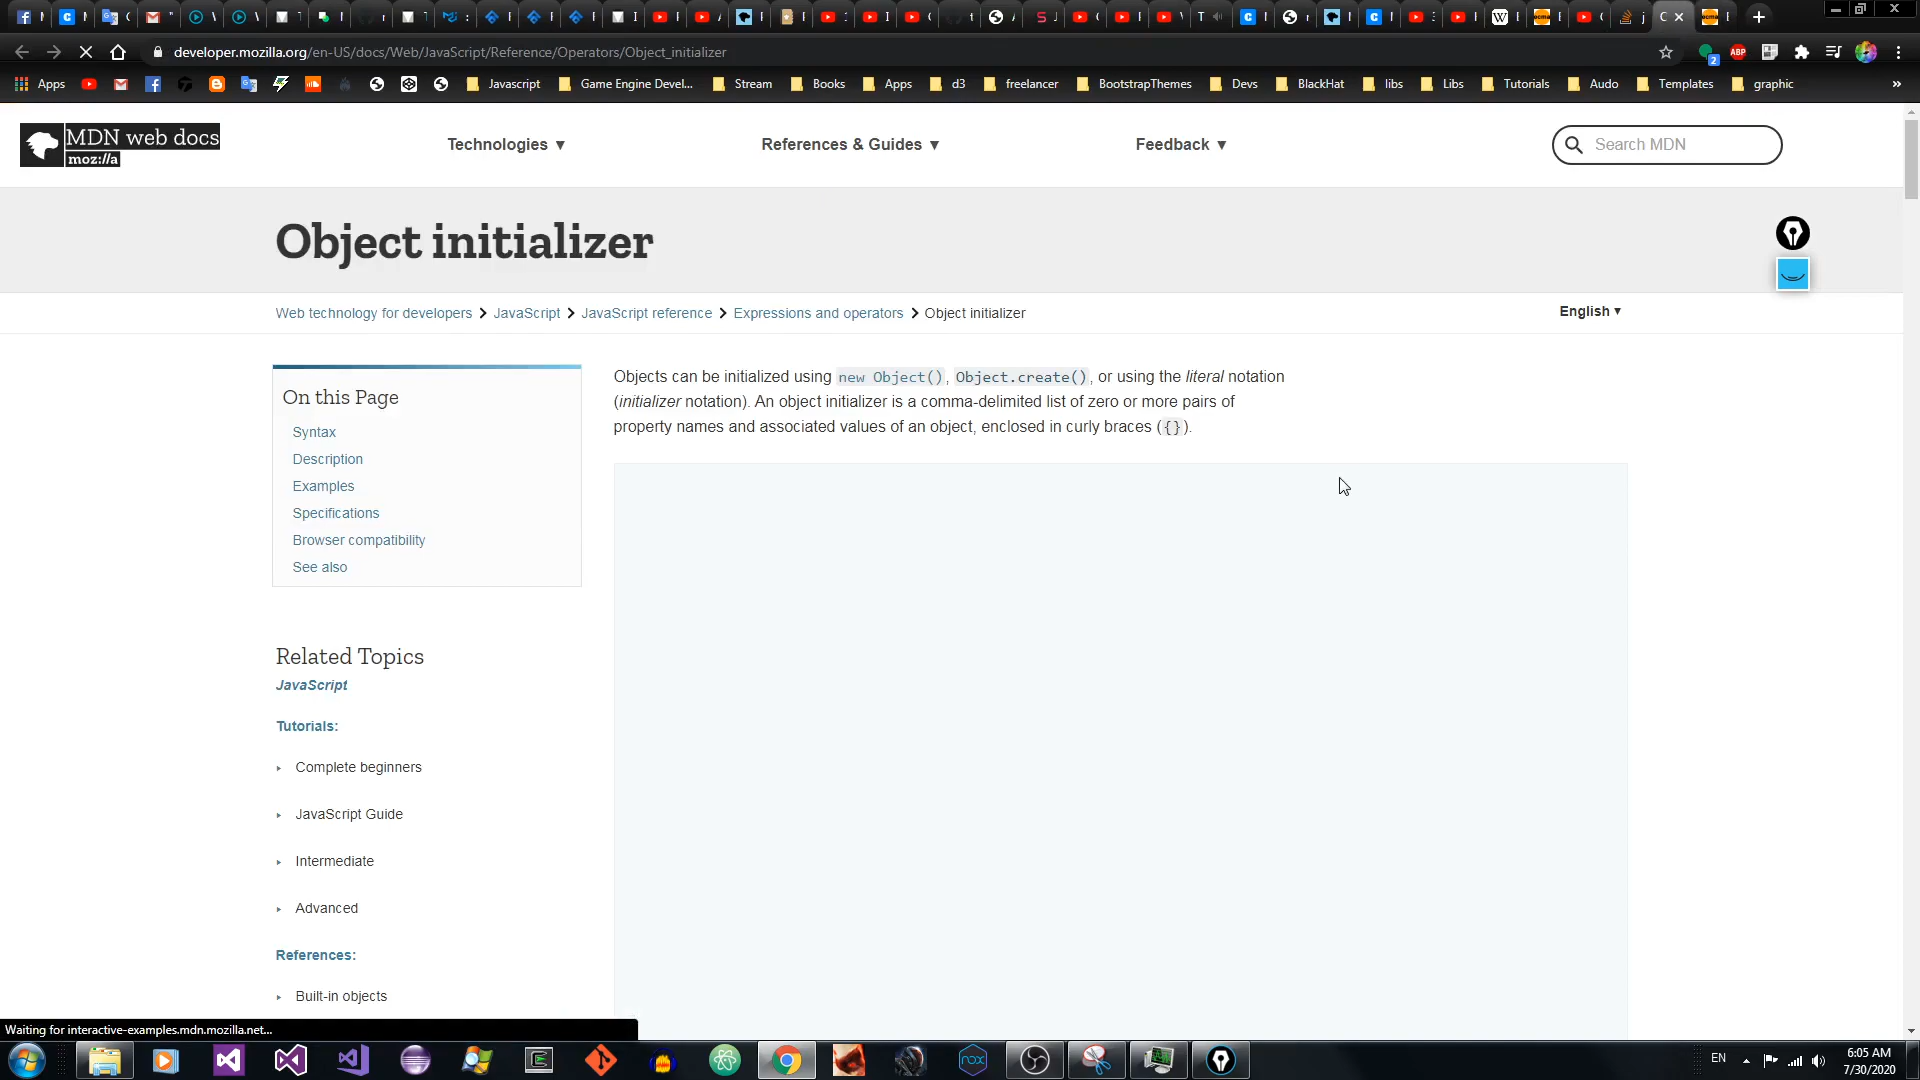 developer.mozilla.org/en-US/docs/Web/JavaScript/Reference/Operators/Object_initializer
Apps
Javascript
Game Engine Devel...
Stream
Books
Apps
d3
freelancer
BootstrapThemes
Devs
BlackHat
libs
Libs
Tutorials
Audo
Templates
graphic
»
MDN web docs
moz://a
Technologies ▼
References & Guides ▼
Feedback ▼
Search MDN
Object initializer
Web technology for developers > JavaScript > JavaScript reference > Expressions and operators > Object initializer
English ▼
On this Page
Syntax
Description
Examples
Specifications
Browser compatibility
See also
Objects can be initialized using new Object(), Object.create(), or using the literal notation
(initializer notation). An object initializer is a comma-delimited list of zero or more pairs of
property names and associated values of an object, enclosed in curly braces ({}).
Related Topics
JavaScript
Tutorials:
Complete beginners
JavaScript Guide
Intermediate
Advanced
References:
Built-in objects
Waiting for interactive-examples.mdn.mozilla.net...
EN
6:05 AM
7/30/2020